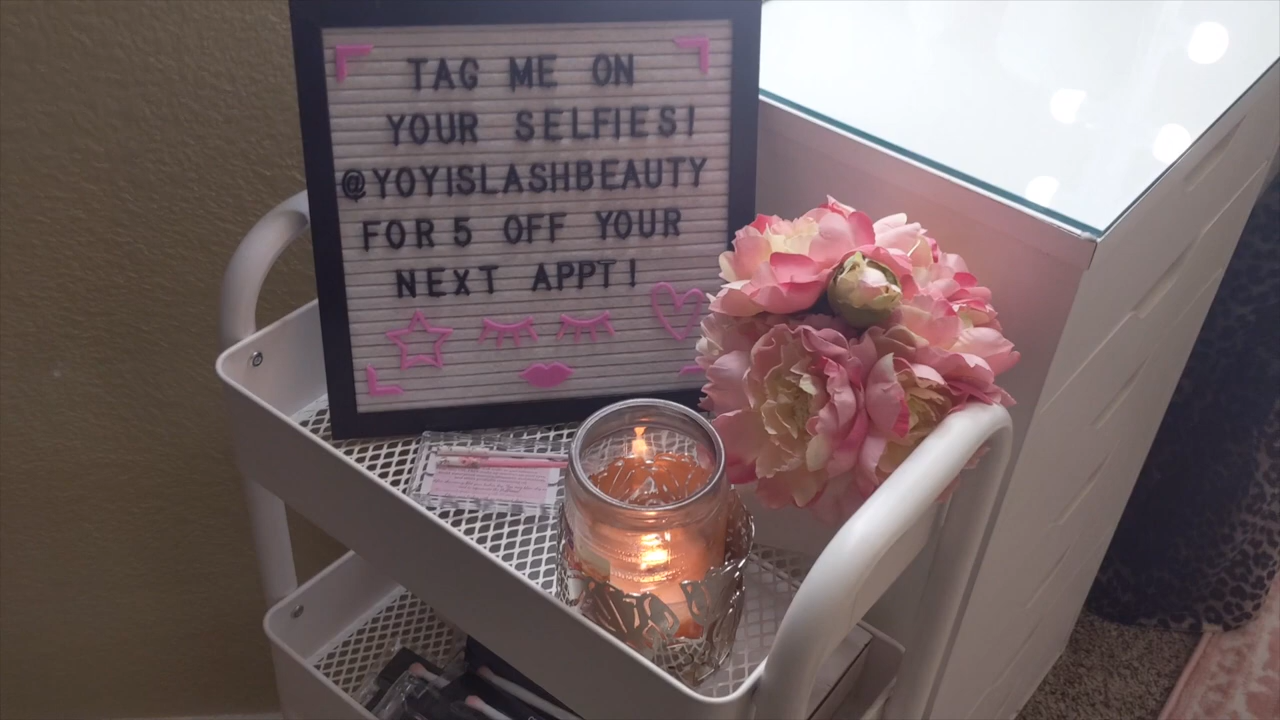 TAG ME ON
YOUR SELFIES!
@YOYISLASHBEAUTY
FOR 5 OFF YOUR
NEXT APPT!